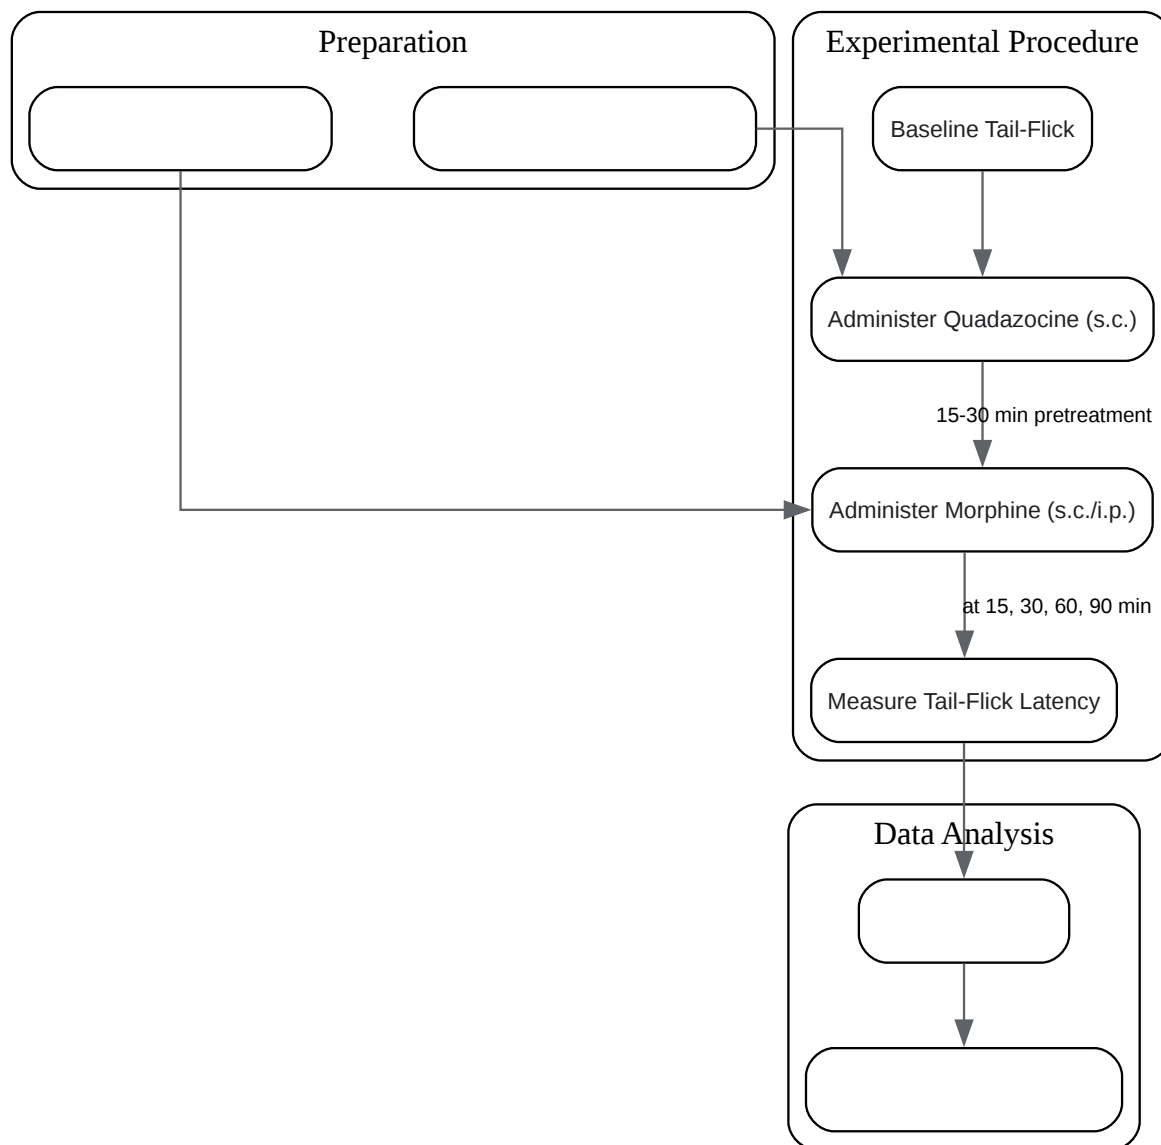 Preparation
Experimental Procedure
Baseline Tail-Flick
Administer Quadazocine (s.c.)
15-30 min pretreatment
Administer Morphine (s.c./i.p.)
at 15, 30, 60, 90 min
Measure Tail-Flick Latency
Data Analysis